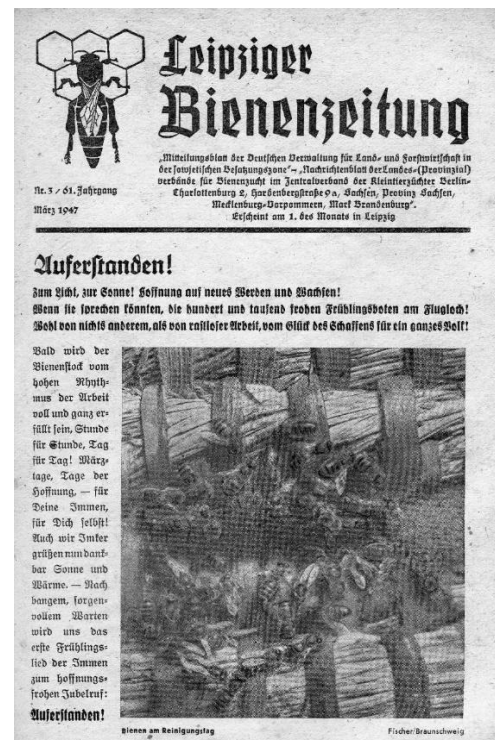 Leipziger
Bienenzeitung
„Mitteilungsblatt der Deutschen Verwaltung für Land- und Forstwirtschaft in
der sowjetischen Besatzungszone“ – „Nachrichtenblatt der Landes-(Provinzial)
verbände für Bienenzucht im Zentralverband der Kleintierzüchter Berlin-
Charlottenburg 2, Hardenbergstraße 9a, Sachsen, Provinz Sachsen,
Mecklenburg-Vorpommern, Mark Brandenburg“.
Erscheint am 1. des Monats in Leipzig
Nr. 3 / 61. Jahrgang
März 1947
Auferstanden!
Zum Licht, zur Sonne! Hoffnung auf neues Werden und Wachsen!
Wenn sie sprechen könnten, die hundert und tausend frohen Frühlingsboten am Flugloch!
Wohl von nichts anderem, als von rastloser Arbeit, vom Glück des Schaffens für ein ganzes Volk!
Bald wird der
Bienenstock vom
hohen Rhyth-
mus der Arbeit
voll und ganz er-
füllt sein, Stunde
für Stunde, Tag
für Tag! März-
tage, Tage der
Hoffnung, — für
Deine Immen,
für Dich selbst!
Auch wir Imker
grüßen nun dank-
bar Sonne und
Wärme. — Nach
bangem, sorgen-
vollem Warten
wird uns das
erste Frühlings-
lied der Immen
zum hoffnungs-
frohen Jubelruf:
Auferstanden!
Bienen am Reinigungstag
Fischer/Braunschweig